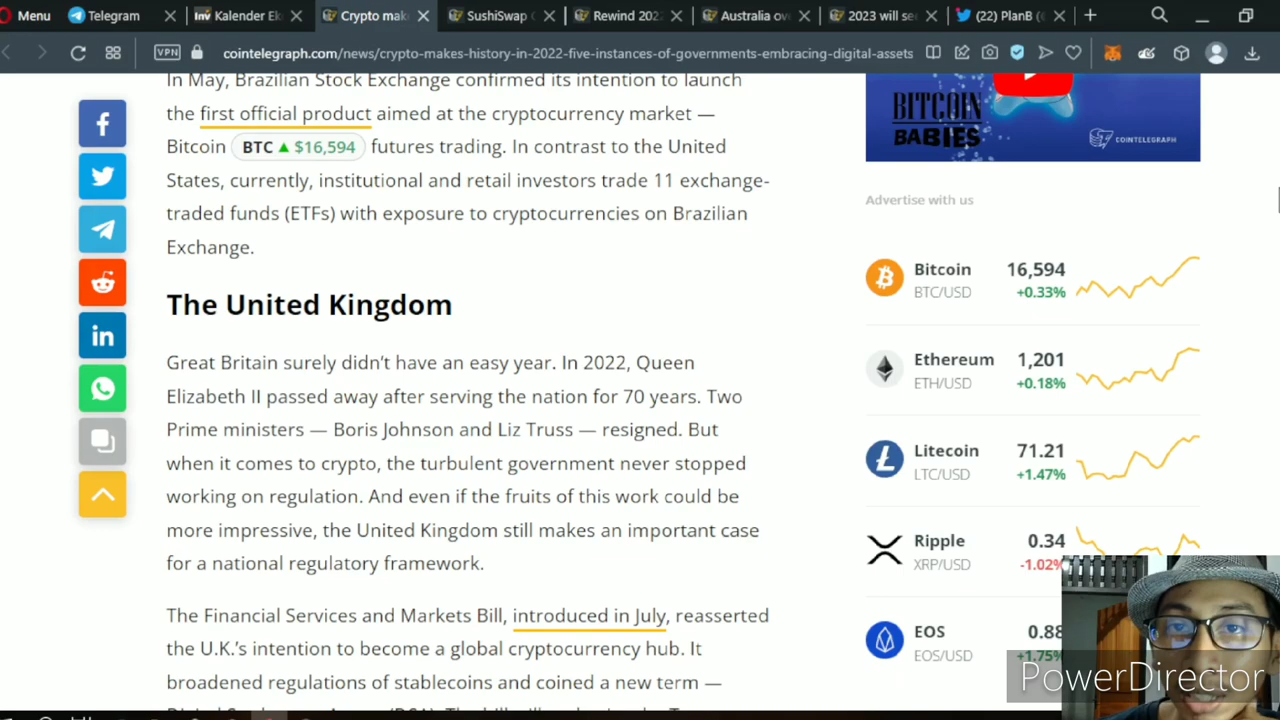 Menu
Telegram
Inv Kalender Ek
Crypto mak
SushiSwap
Rewind 202
Australia ov
2023 will se
(22) PlanB (
VPN
cointelegraph.com/news/crypto-makes-history-in-2022-five-instances-of-governments-embracing-digital-assets
In May, Brazilian Stock Exchange confirmed its intention to launch
the first official product aimed at the cryptocurrency market —
Bitcoin BTC ▲ $16,594 futures trading. In contrast to the United
States, currently, institutional and retail investors trade 11 exchange-
traded funds (ETFs) with exposure to cryptocurrencies on Brazilian
Exchange.
The United Kingdom
Great Britain surely didn't have an easy year. In 2022, Queen
Elizabeth II passed away after serving the nation for 70 years. Two
Prime ministers — Boris Johnson and Liz Truss — resigned. But
when it comes to crypto, the turbulent government never stopped
working on regulation. And even if the fruits of this work could be
more impressive, the United Kingdom still makes an important case
for a national regulatory framework.
The Financial Services and Markets Bill, introduced in July, reasserted
the U.K.'s intention to become a global cryptocurrency hub. It
broadened regulations of stablecoins and coined a new term —
BITCOIN
BABIES
COINTELEGRAPH
Advertise with us
Bitcoin 16,594
BTC/USD +0.33%
Ethereum 1,201
ETH/USD +0.18%
Litecoin 71.21
LTC/USD +1.47%
Ripple 0.34
XRP/USD -1.02%
EOS 0.88
EOS/USD +1.75%
PowerDirector